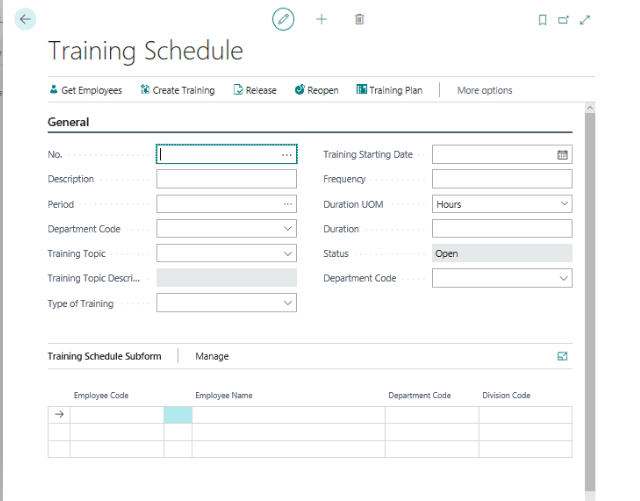 Training Schedule
Get Employees Create Training Release Reopen Training Plan More options
General
No. ... Training Starting Date
Description Frequency
Period ... Duration UOM Hours
Department Code Duration
Training Topic Status Open
Training Topic Descri... Department Code
Type of Training
Training Schedule Subform Manage
Employee Code Employee Name Department Code Division Code